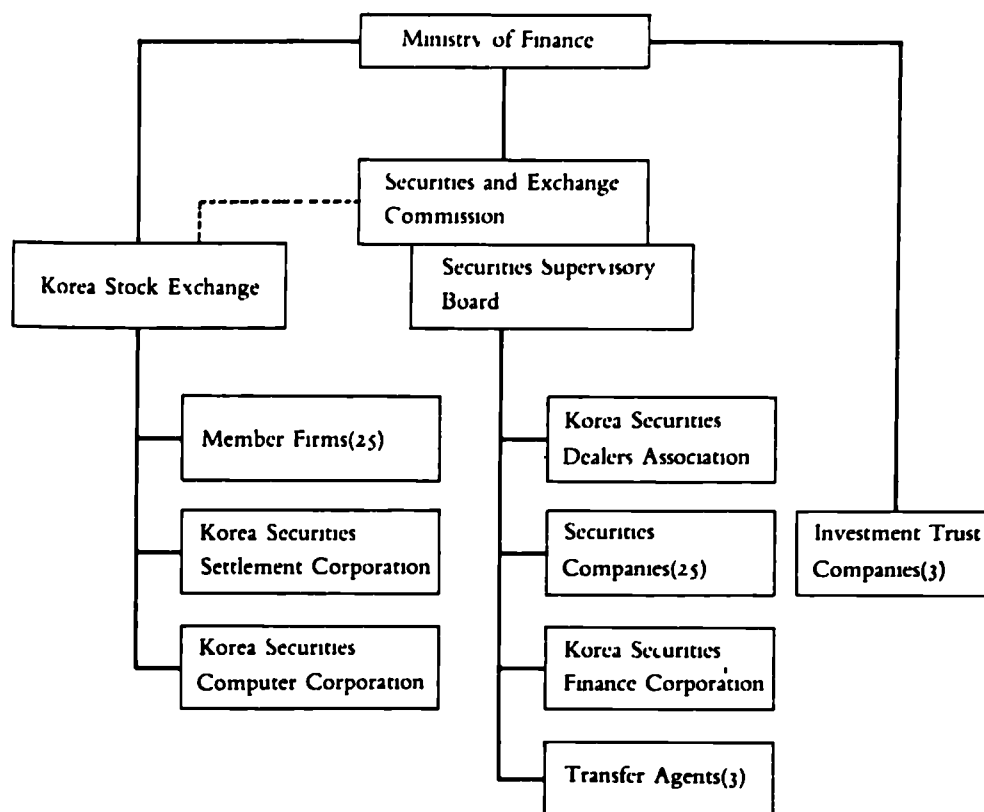 Ministry of Finance
Securities and Exchange
Commission
Securities Supervisory
Board
Korea Stock Exchange
Member Firms(25)
Korea Securities
Settlement Corporation
Korea Securities
Computer Corporation
Korea Securities
Dealers Association
Securities
Companies(25)
Korea Securities
Finance Corporation
Transfer Agents(3)
Investment Trust
Companies(3)